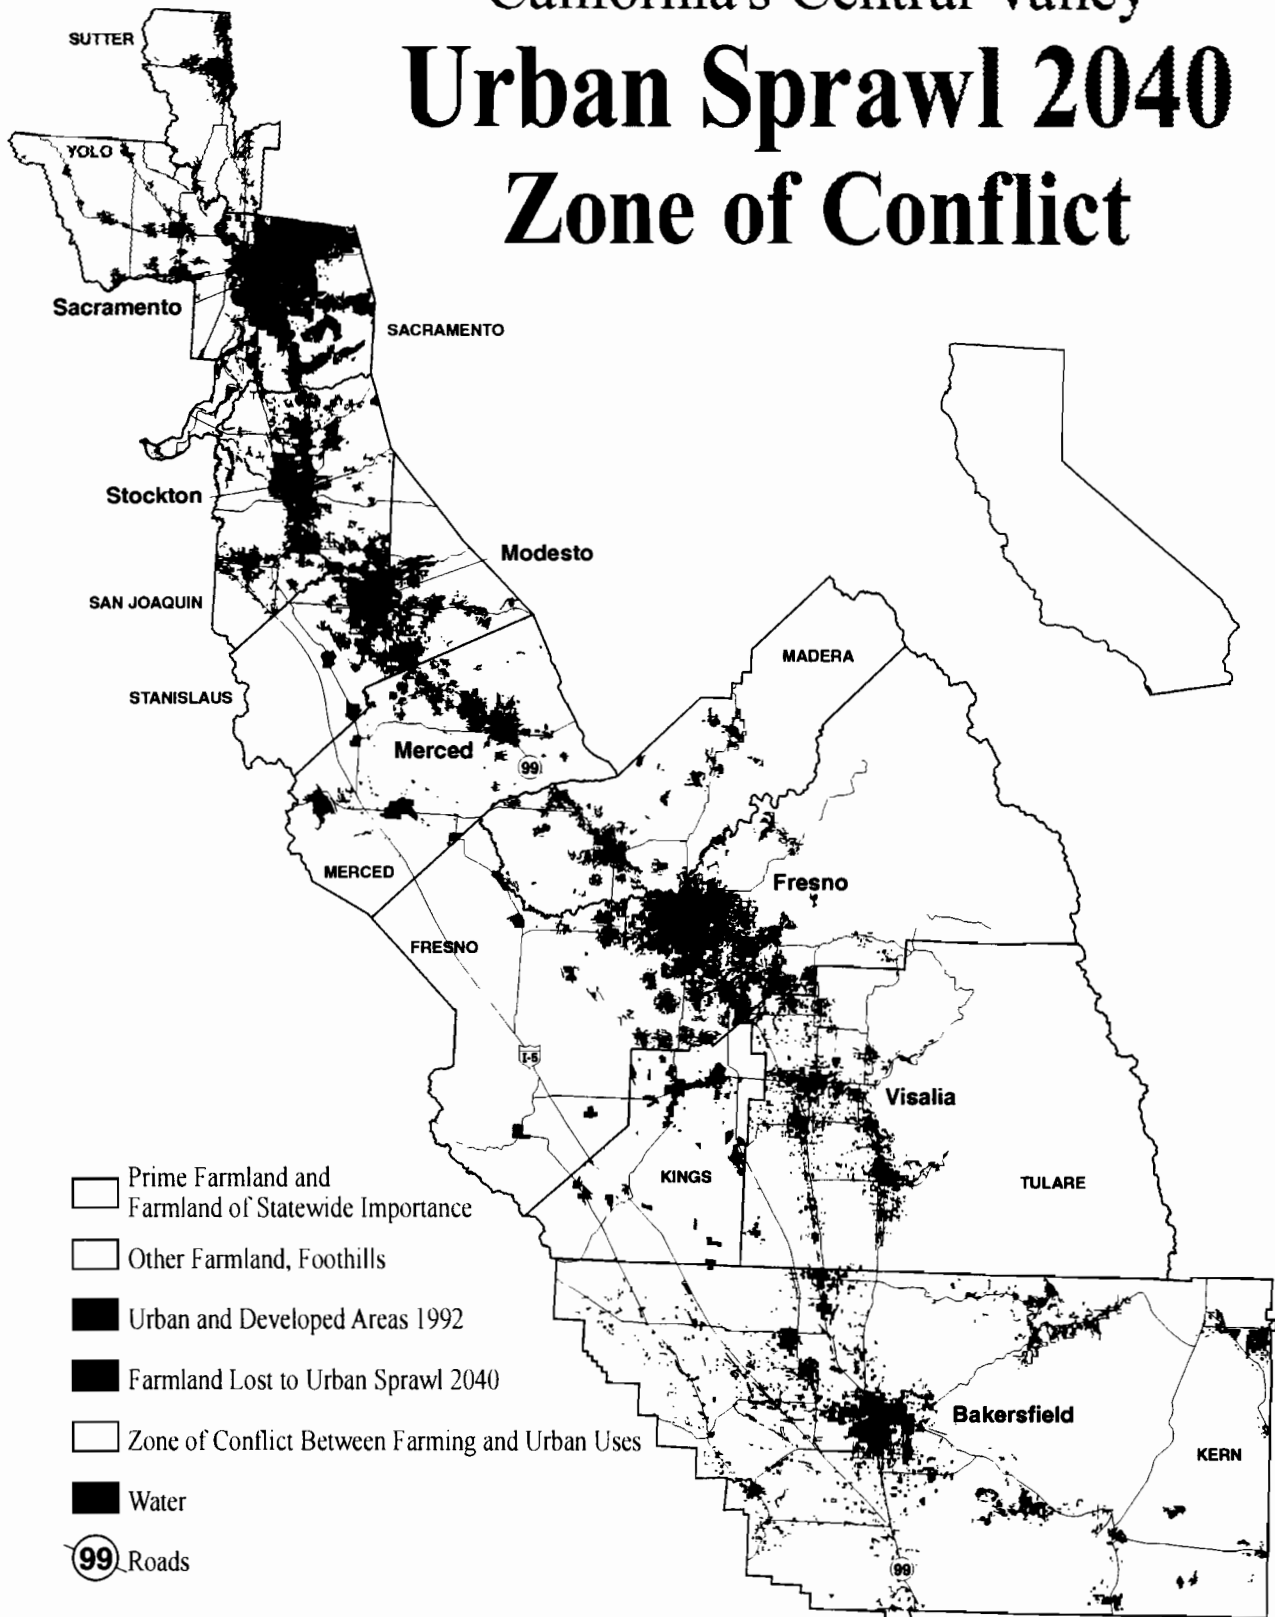 California's Central Valley
Urban Sprawl 2040
Zone of Conflict
SUTTER
YOLO
Sacramento
SACRAMENTO
Stockton
Modesto
SAN JOAQUIN
STANISLAUS
MADERA
Merced
99
MERCED
Fresno
FRESNO
I-5
Visalia
KINGS
TULARE
Bakersfield
KERN
99
Prime Farmland and
Farmland of Statewide Importance
Other Farmland, Foothills
Urban and Developed Areas 1992
Farmland Lost to Urban Sprawl 2040
Zone of Conflict Between Farming and Urban Uses
Water
99 Roads